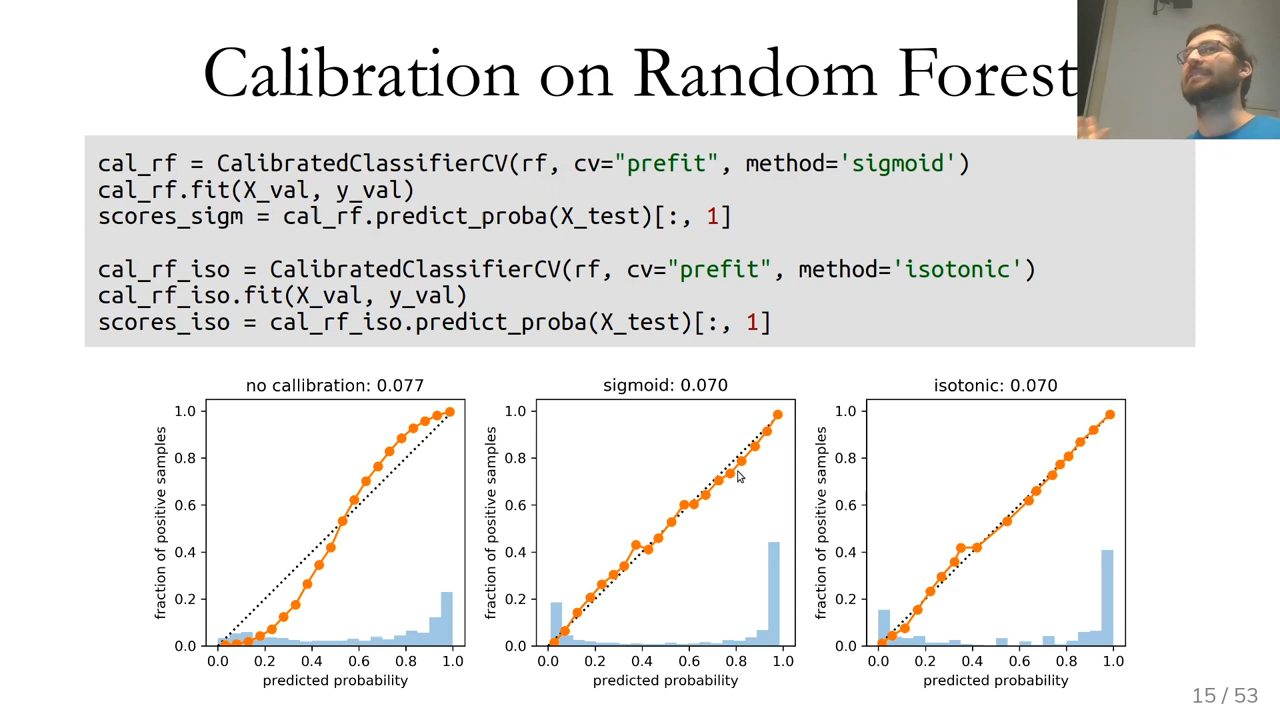 Calibration on Random Forest
cal_rf = CalibratedClassifierCV(rf, cv="prefit", method='sigmoid')
cal_rf.fit(X_val, y_val)
scores_sigm = cal_rf.predict_proba(X_test)[:, 1]
cal_rf_iso = CalibratedClassifierCV(rf, cv="prefit", method='isotonic')
cal_rf_iso.fit(X_val, y_val)
scores_iso = cal_rf_iso.predict_proba(X_test)[:, 1]
no callibration: 0.077
fraction of positive samples
1.0
0.8
0.6
0.4
0.2
0.0
0.0 0.2 0.4 0.6 0.8 1.0
predicted probability
sigmoid: 0.070
fraction of positive samples
1.0
0.8
0.6
0.4
0.2
0.0
0.0 0.2 0.4 0.6 0.8 1.0
predicted probability
isotonic: 0.070
fraction of positive samples
1.0
0.8
0.6
0.4
0.2
0.0
0.0 0.2 0.4 0.6 0.8 1.0
predicted probability
15 / 53